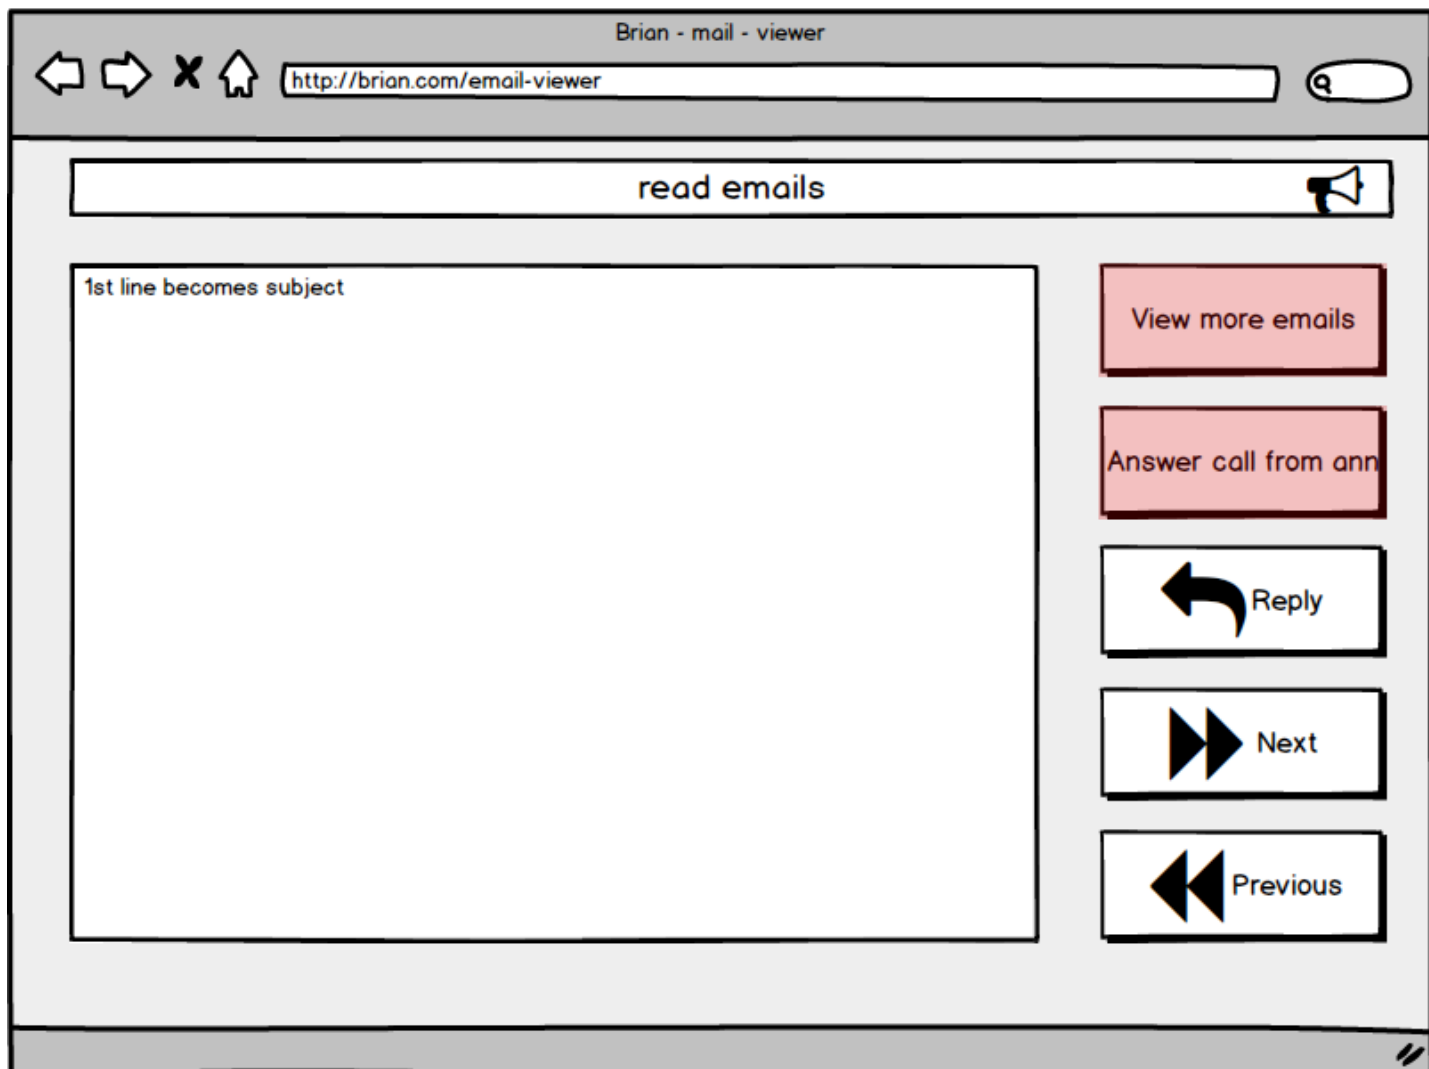 Brian - mail - viewer
http://brian.com/email-viewer
read emails
1st line becomes subject
View more emails
Answer call from ann
Reply
Next
Previous